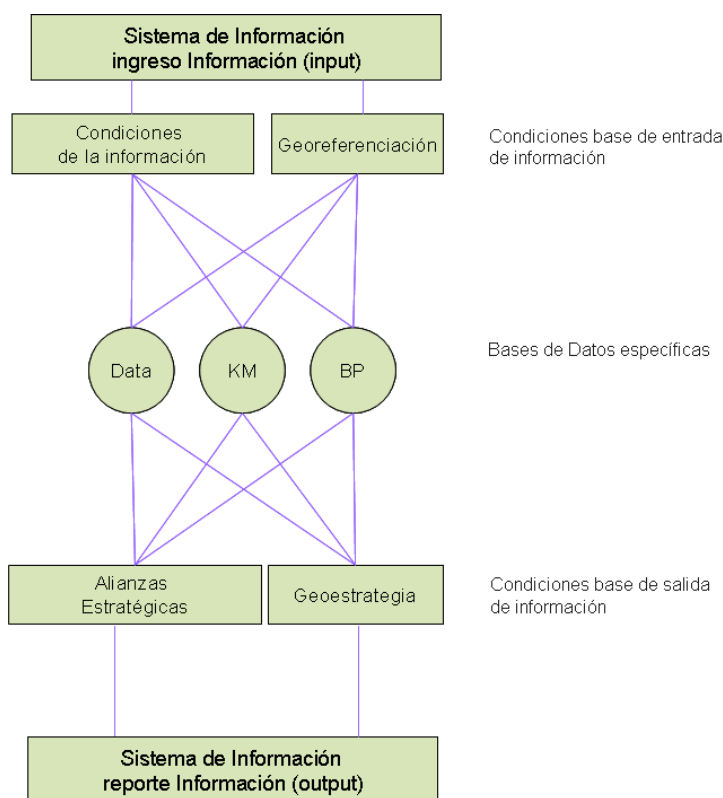 Sistema de Información
ingreso Información (input)
Condiciones
de la información
Georeferenciación
Condiciones base de entrada
de información
Data
KM
BP
Bases de Datos específicas
Alianzas
Estratégicas
Geoestrategia
Condiciones base de salida
de información
Sistema de Información
reporte Información (output)